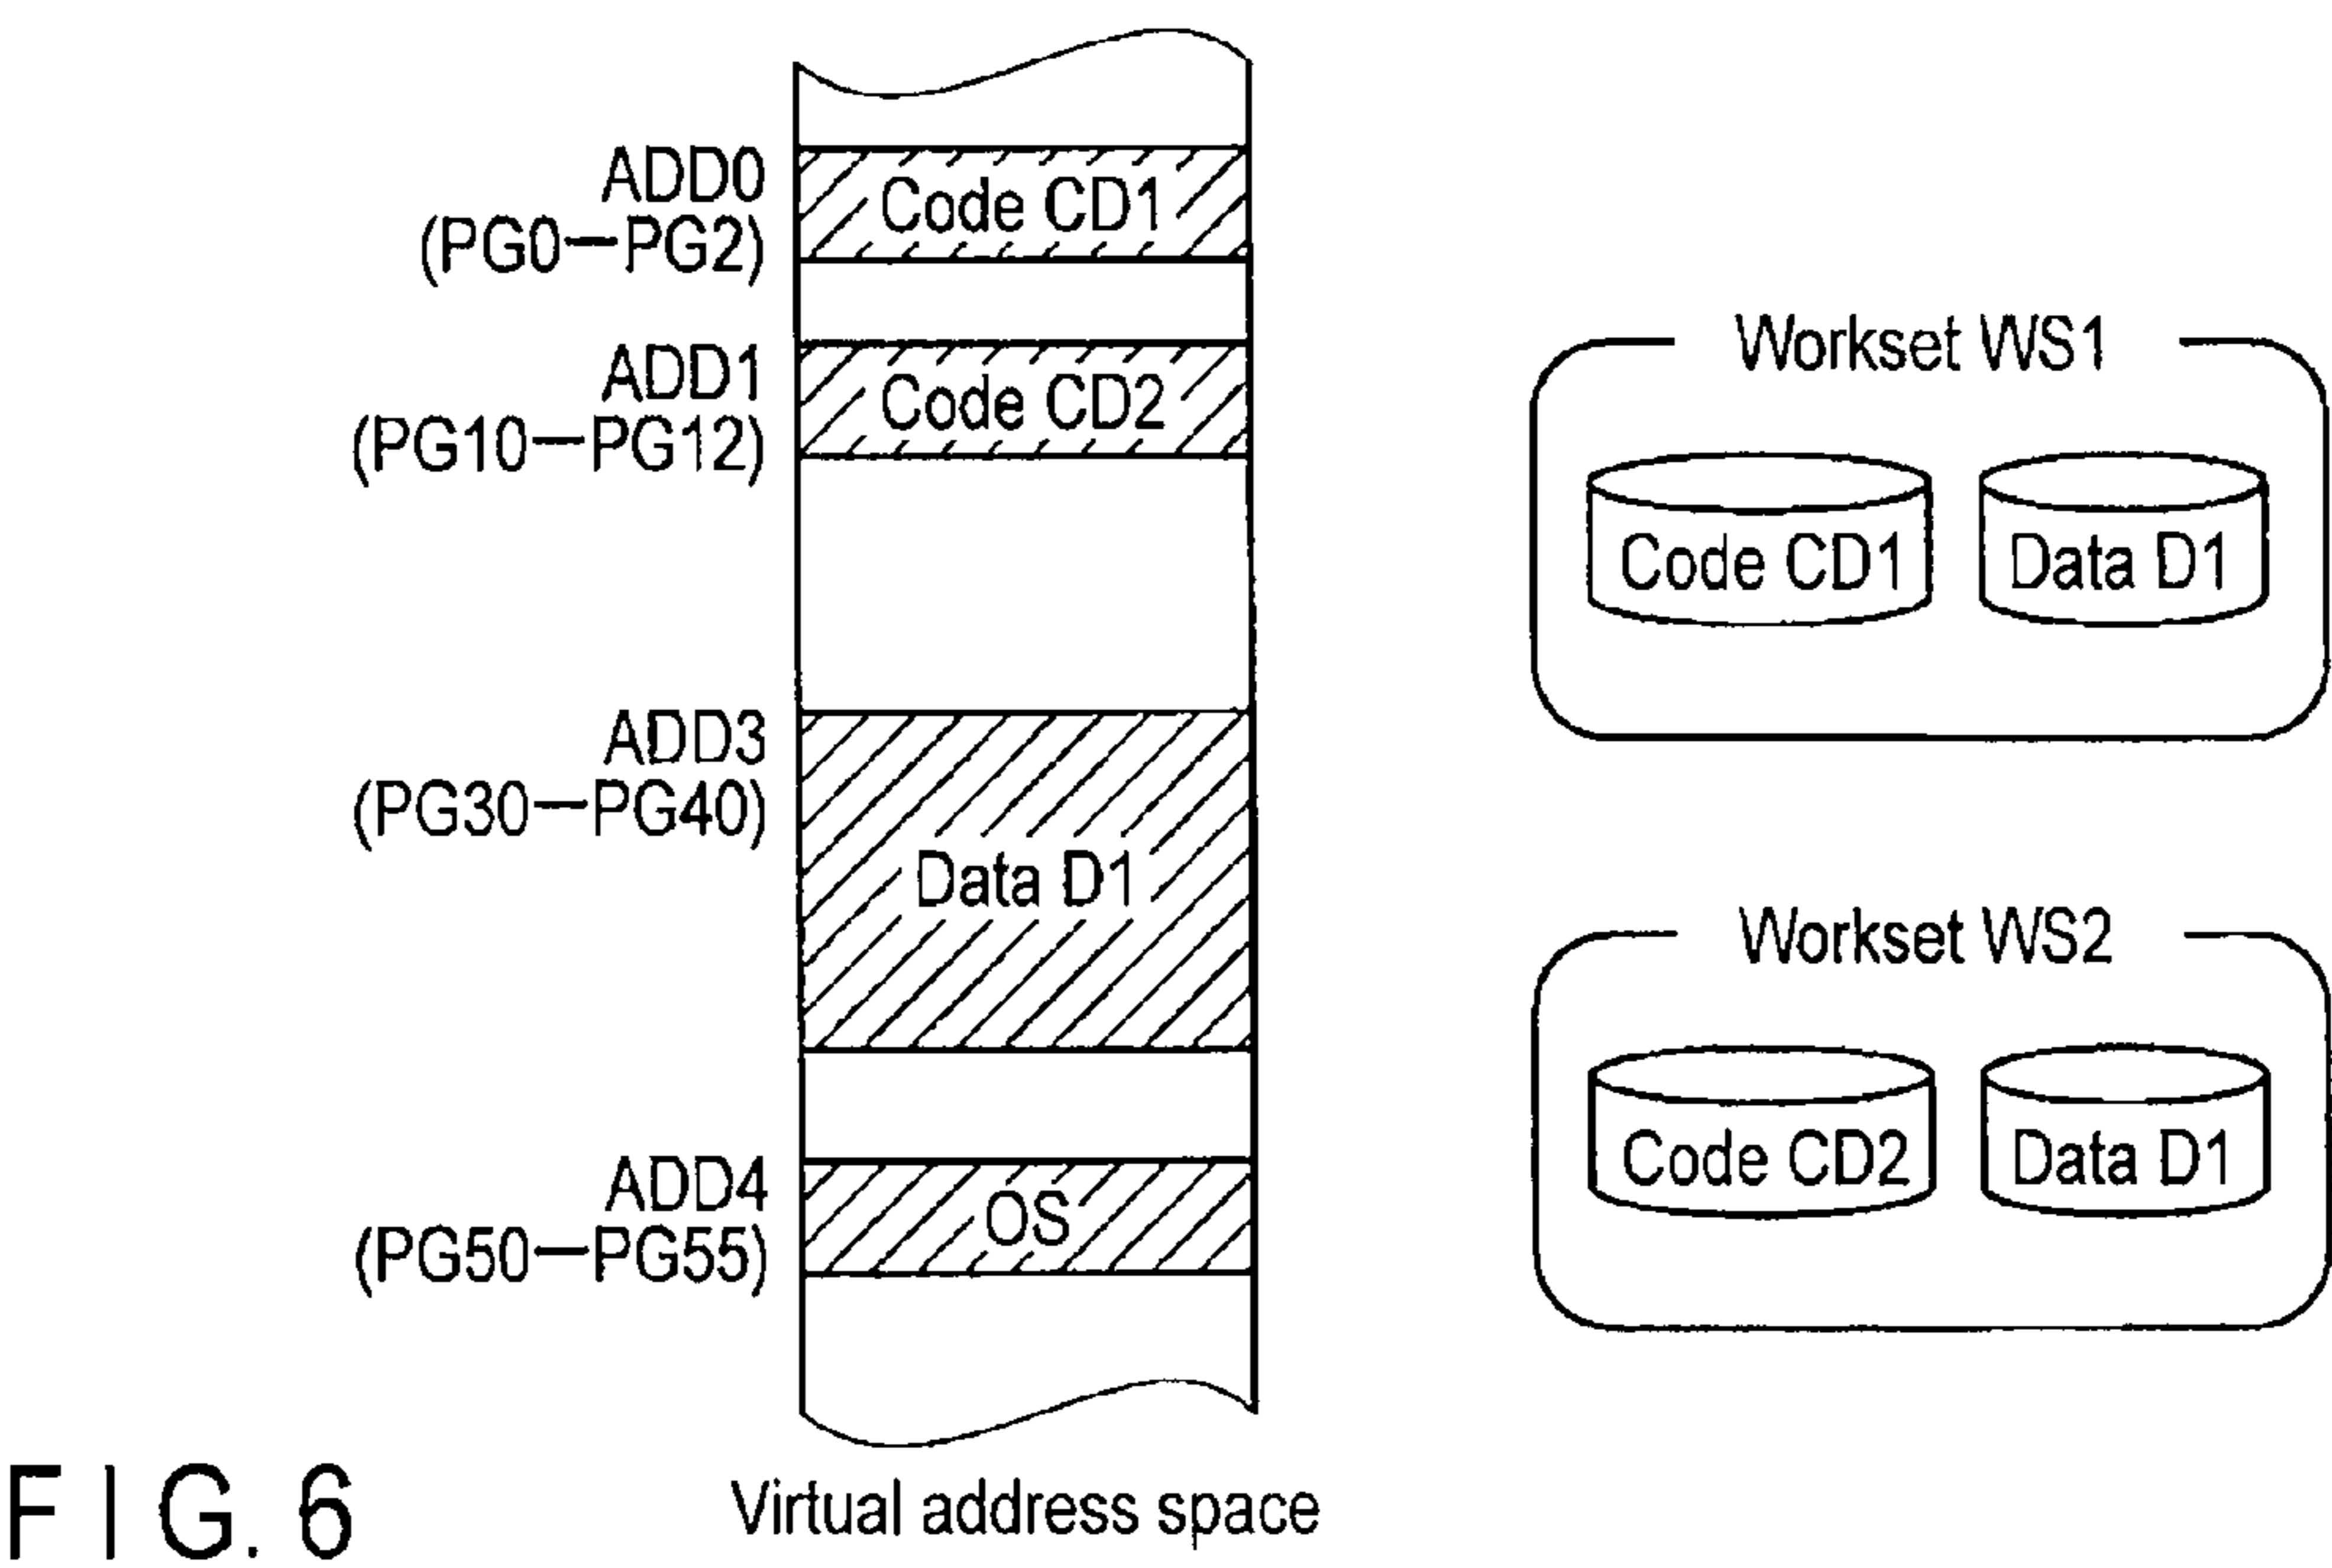 ADD0
(PG0—PG2)
Code CD1
ADD1
(PG10—PG12)
Code CD2
ADD3
(PG30—PG40)
Data D1
ADD4
(PG50—PG55)
OS
Virtual address space
Workset WS1
Code CD1
Data D1
Workset WS2
Code CD2
Data D1
FIG. 6